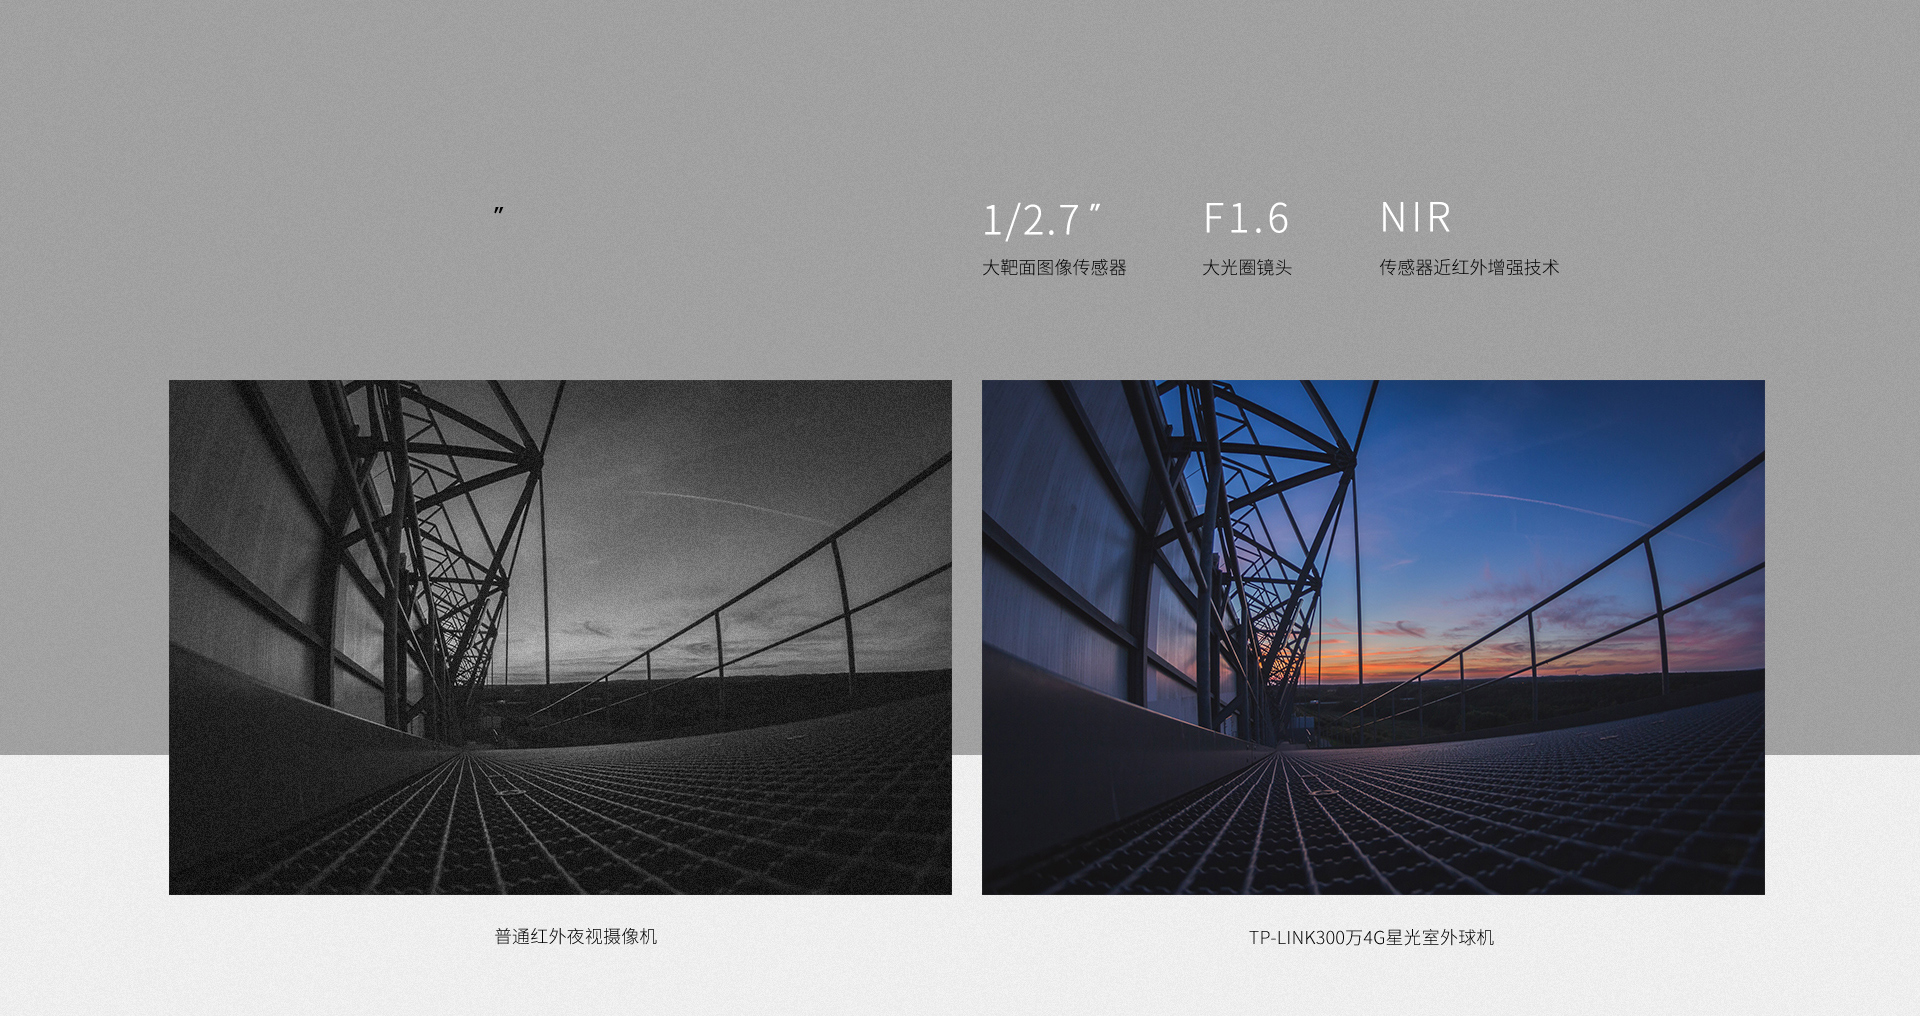 ″
1/2.7″
F1.6
NIR
大靶面图像传感器
大光圈镜头
传感器近红外增强技术
普通红外夜视摄像机
TP-LINK300万4G星光室外球机